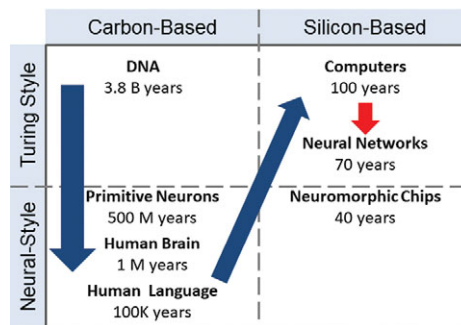 Carbon-Based
Silicon-Based
Turing Style
DNA
3.8 B years
Computers
100 years
Neural Networks
70 years
Neural-Style
Primitive Neurons
500 M years
Human Brain
1 M years
Human Language
100K years
Neuromorphic Chips
40 years